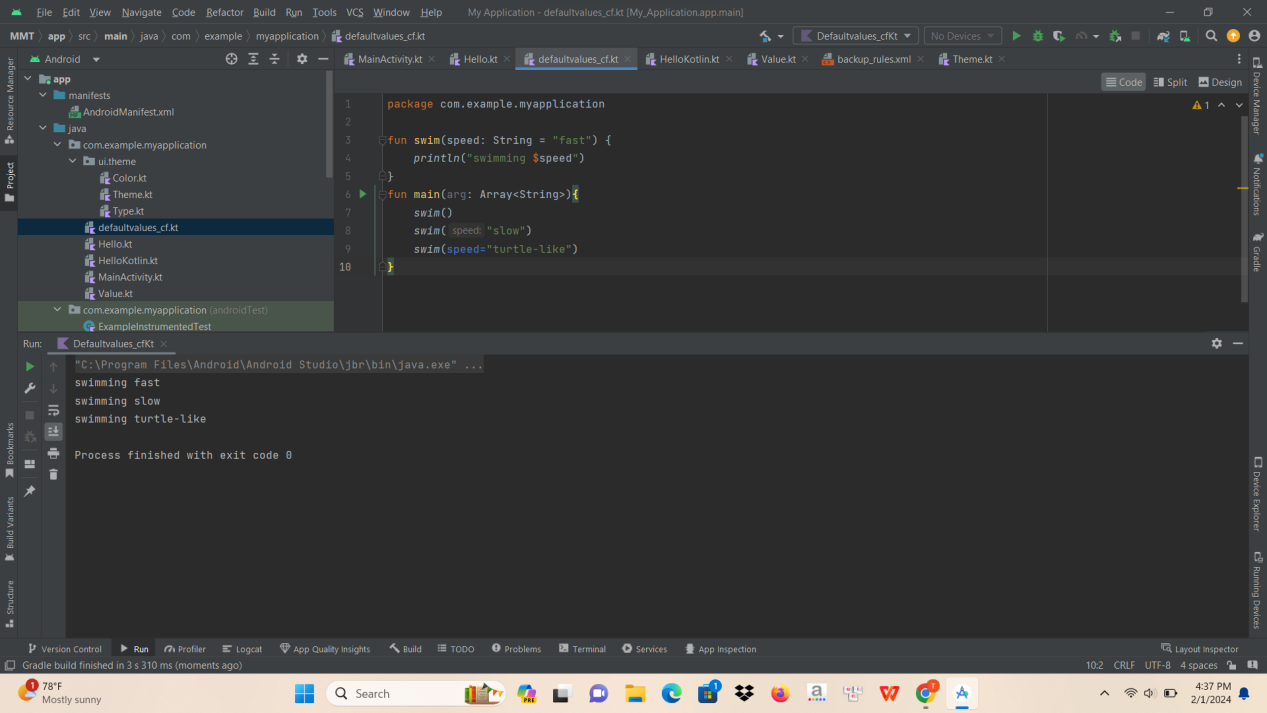 File Edit View Navigate Code Refactor Build Run Tools VCS Window Help My Application - defaultvalues_cf.kt [My_Application.app.main]
MMT app src main java com example myapplication defaultvalues_cf.kt Defaultvalues_cfKt No Devices
Android
MainActivity.kt Hello.kt defaultvalues_cf.kt HelloKotlin.kt Value.kt backup_rules.xml Theme.kt
Code Split Design
Resource Manager
Project
Bookmarks
Build Variants
Structure
app
manifests
AndroidManifest.xml
java
com.example.myapplication
ui.theme
Color.kt
Theme.kt
Type.kt
defaultvalues_cf.kt
Hello.kt
HelloKotlin.kt
MainActivity.kt
Value.kt
com.example.myapplication (androidTest)
ExampleInstrumentedTest
1 package com.example.myapplication
2
3 fun swim(speed: String = "fast") {
4 println("swimming $speed")
5 }
6 fun main(arg: Array<String>){
7 swim()
8 swim( speed: "slow")
9 swim(speed="turtle-like")
10 }
1
Device Manager
Notifications
Gradle
Device Explorer
Running Devices
Run: Defaultvalues_cfKt
"C:\Program Files\Android\Android Studio\jbr\bin\java.exe" ...
swimming fast
swimming slow
swimming turtle-like
Process finished with exit code 0
Version Control Run Profiler Logcat App Quality Insights Build TODO Problems Terminal Services App Inspection Layout Inspector
Gradle build finished in 3 s 310 ms (moments ago) 10:2 CRLF UTF-8 4 spaces
1 78°F
Mostly sunny
Search
PRE
1
a
W
T
4:37 PM
2/1/2024